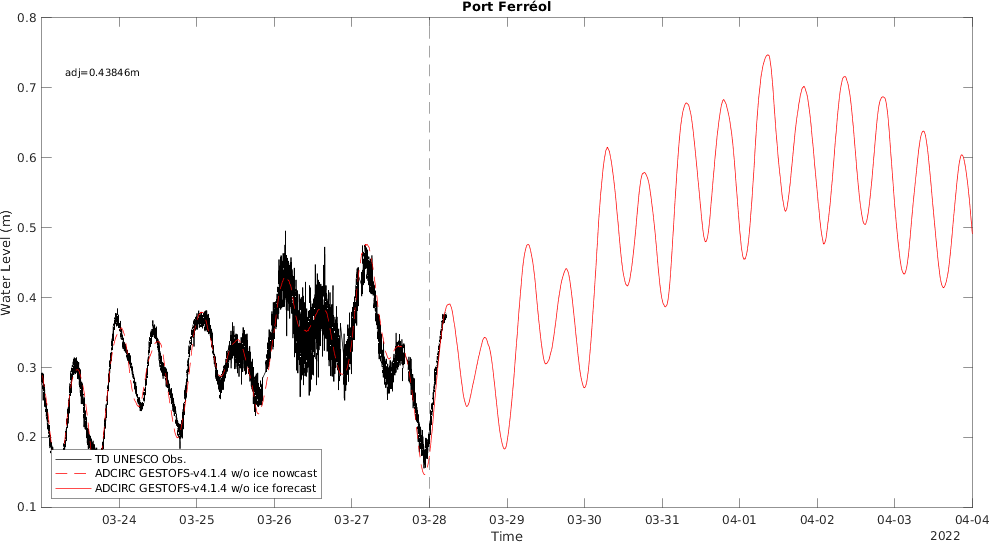 Port Ferréol
0.8
0.7
0.6
0.5
0.4
0.3
0.2
0.1
Water Level (m)
adj=0.43846m
TD UNESCO Obs.
ADCIRC GESTOFS-v4.1.4 w/o ice nowcast
ADCIRC GESTOFS-v4.1.4 w/o ice forecast
03-24 03-25 03-26 03-27 03-28 03-29 03-30 03-31 04-01 04-02 04-03 04-04
Time
2022